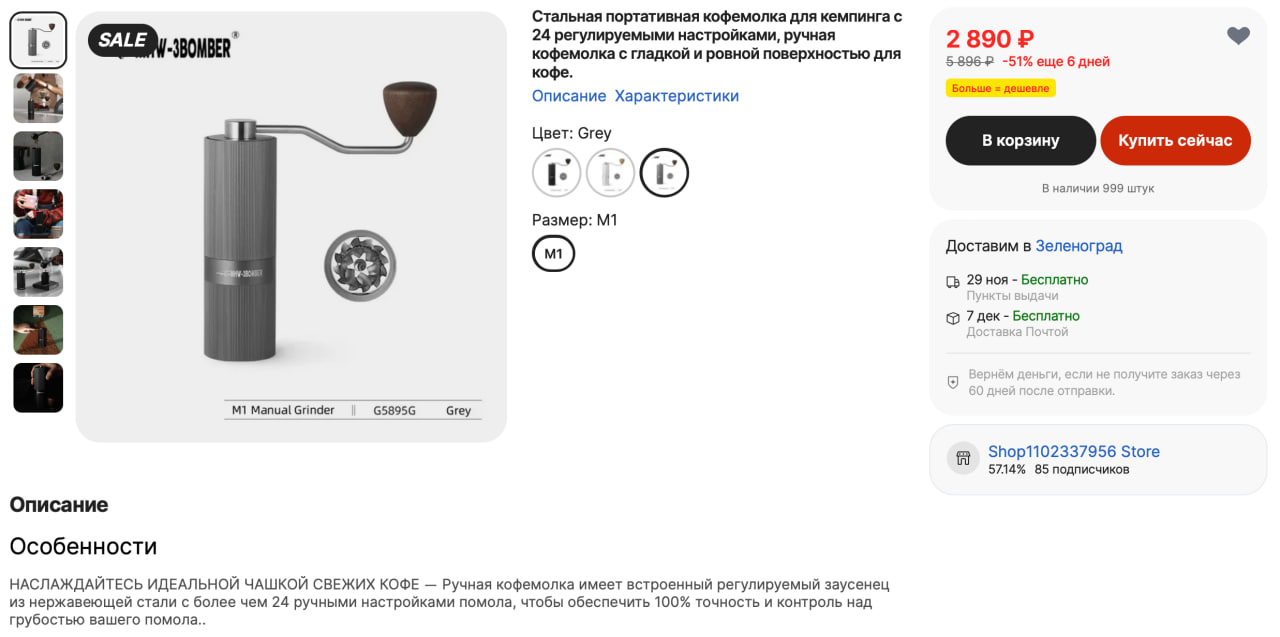 SALE
MHW-3BOMBER®
MHW-3BOMBER
M1 Manual Grinder || G5895G Grey
Стальная портативная кофемолка для кемпинга с
24 регулируемыми настройками, ручная
кофемолка с гладкой и ровной поверхностью для
кофе.
Описание Характеристики
Цвет: Grey
Размер: M1
M1
2 890 ₽
5 896 ₽ -51% еще 6 дней
Больше = дешевле
В корзину Купить сейчас
В наличии 999 штук
Доставим в Зеленоград
29 ноя - Бесплатно
Пункты выдачи
7 дек - Бесплатно
Доставка Почтой
Вернём деньги, если не получите заказ через
60 дней после отправки.
Shop1102337956 Store
57.14% 85 подписчиков
Описание
Особенности
НАСЛАЖДАЙТЕСЬ ИДЕАЛЬНОЙ ЧАШКОЙ СВЕЖИХ КОФЕ — Ручная кофемолка имеет встроенный регулируемый заусенец
из нержавеющей стали с более чем 24 ручными настройками помола, чтобы обеспечить 100% точность и контроль над
грубостью вашего помола..